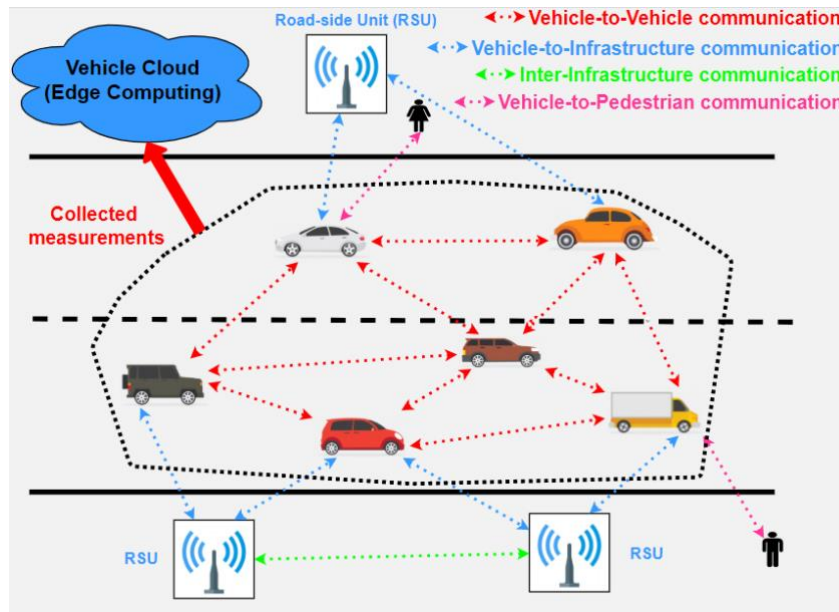 Road-side Unit (RSU)
Vehicle-to-Vehicle communication
Vehicle-to-Infrastructure communication
Inter-Infrastructure communication
Vehicle-to-Pedestrian communication
Vehicle Cloud
(Edge Computing)
Collected
measurements
RSU
RSU